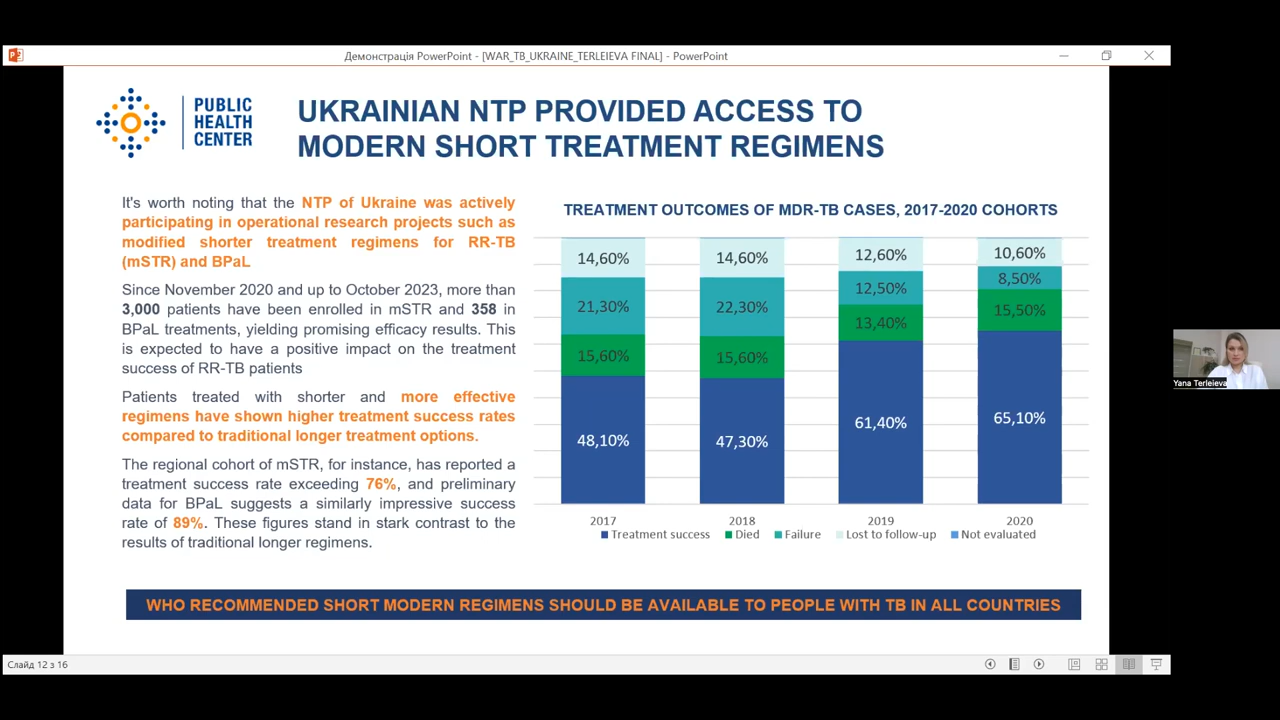 Демонстрація PowerPoint - [WAR_TB_UKRAINE_TERLEIEVA FINAL] - PowerPoint
PUBLIC
HEALTH
CENTER
UKRAINIAN NTP PROVIDED ACCESS TO
MODERN SHORT TREATMENT REGIMENS
It's worth noting that the NTP of Ukraine was actively
participating in operational research projects such as
modified shorter treatment regimens for RR-TB
(mSTR) and BPaL
Since November 2020 and up to October 2023, more than
3,000 patients have been enrolled in mSTR and 358 in
BPaL treatments, yielding promising efficacy results. This
is expected to have a positive impact on the treatment
success of RR-TB patients
Patients treated with shorter and more effective
regimens have shown higher treatment success rates
compared to traditional longer treatment options.
The regional cohort of mSTR, for instance, has reported a
treatment success rate exceeding 76%, and preliminary
data for BPaL suggests a similarly impressive success
rate of 89%. These figures stand in stark contrast to the
results of traditional longer regimens.
TREATMENT OUTCOMES OF MDR-TB CASES, 2017-2020 COHORTS
14,60% 14,60% 12,60% 10,60%
21,30% 22,30% 12,50% 8,50%
15,60% 15,60% 13,40% 15,50%
48,10% 47,30% 61,40% 65,10%
2017 2018 2019 2020
Treatment success Died Failure Lost to follow-up Not evaluated
WHO RECOMMENDED SHORT MODERN REGIMENS SHOULD BE AVAILABLE TO PEOPLE WITH TB IN ALL COUNTRIES
Yana Terleieva
Слайд 12 з 16